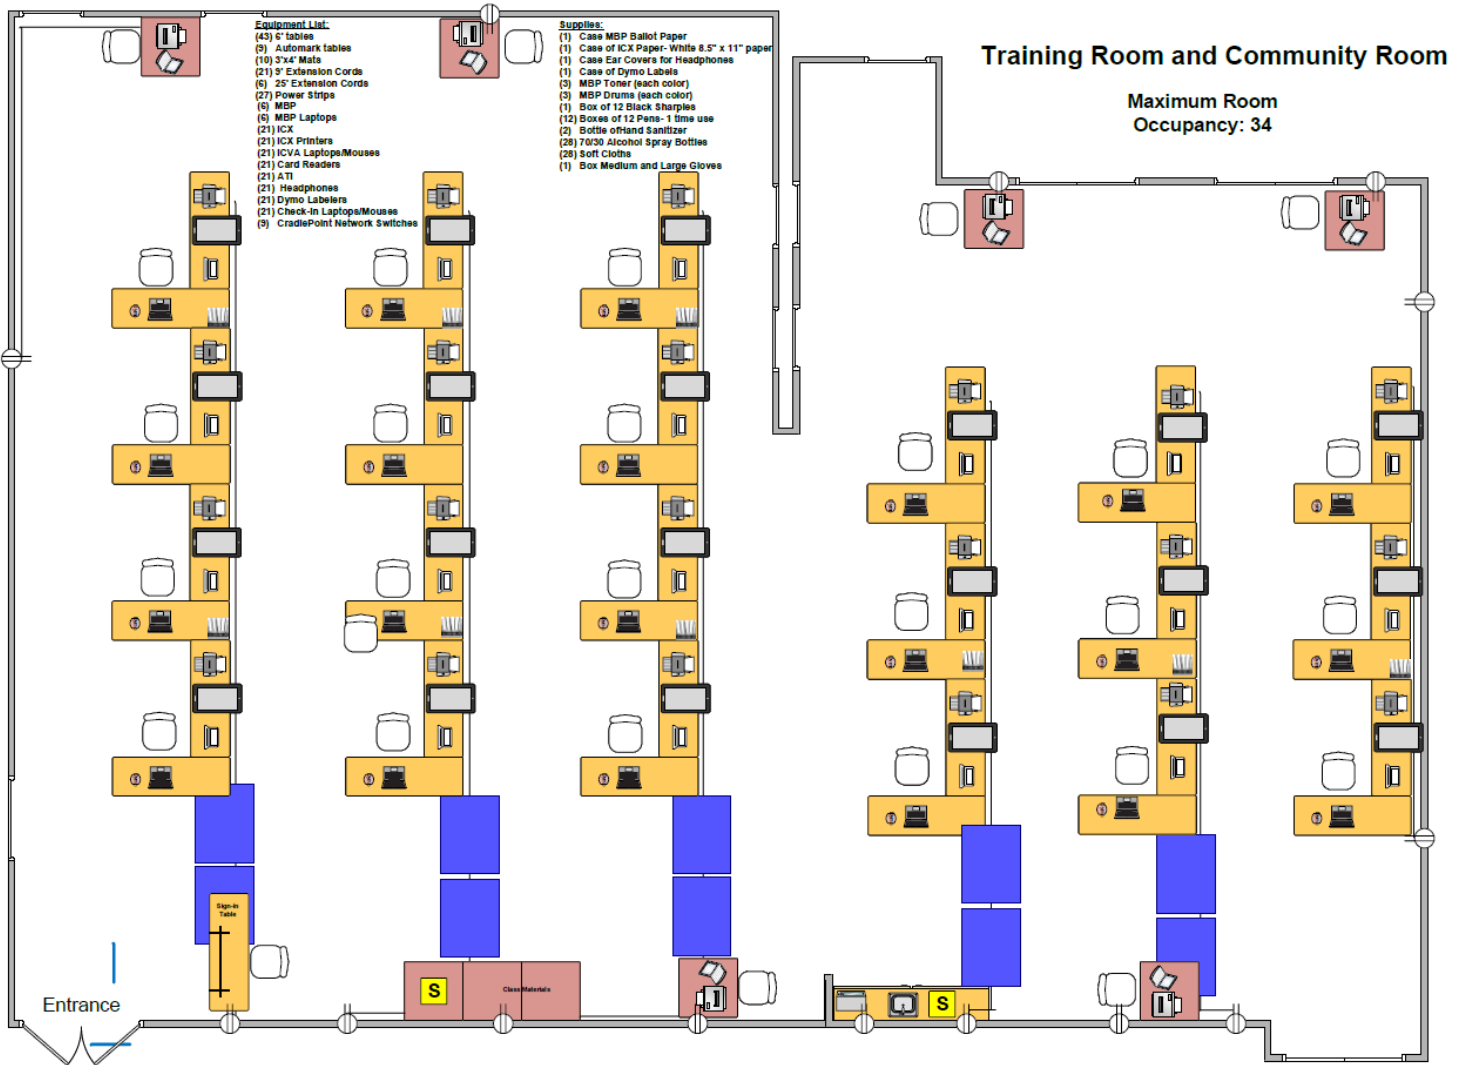 Equipment List:
(43) 6' tables
(9) Automark tables
(10) 3'x4' Mats
(21) 9' Extension Cords
(6) 25' Extension Cords
(27) Power Strips
(6) MBP
(6) MBP Laptops
(21) ICX
(21) ICX Printers
(21) ICVA Laptops/Mouses
(21) Card Readers
(21) ATI
(21) Headphones
(21) Dymo Labelers
(21) Check-In Laptops/Mouses
(9) CradlePoint Network Switches
Supplies:
(1) Case MBP Ballot Paper
(1) Case of ICX Paper- White 8.5" x 11" paper
(1) Case Ear Covers for Headphones
(1) Case of Dymo Labels
(3) MBP Toner (each color)
(3) MBP Drums (each color)
(1) Box of 12 Black Sharpies
(12) Boxes of 12 Pens- 1 time use
(2) Bottle ofHand Sanitizer
(28) 70/30 Alcohol Spray Bottles
(28) Soft Cloths
(1) Box Medium and Large Gloves
Training Room and Community Room
Maximum Room
Occupancy: 34
Sign-in
Table
Entrance
S
Class Materials
S